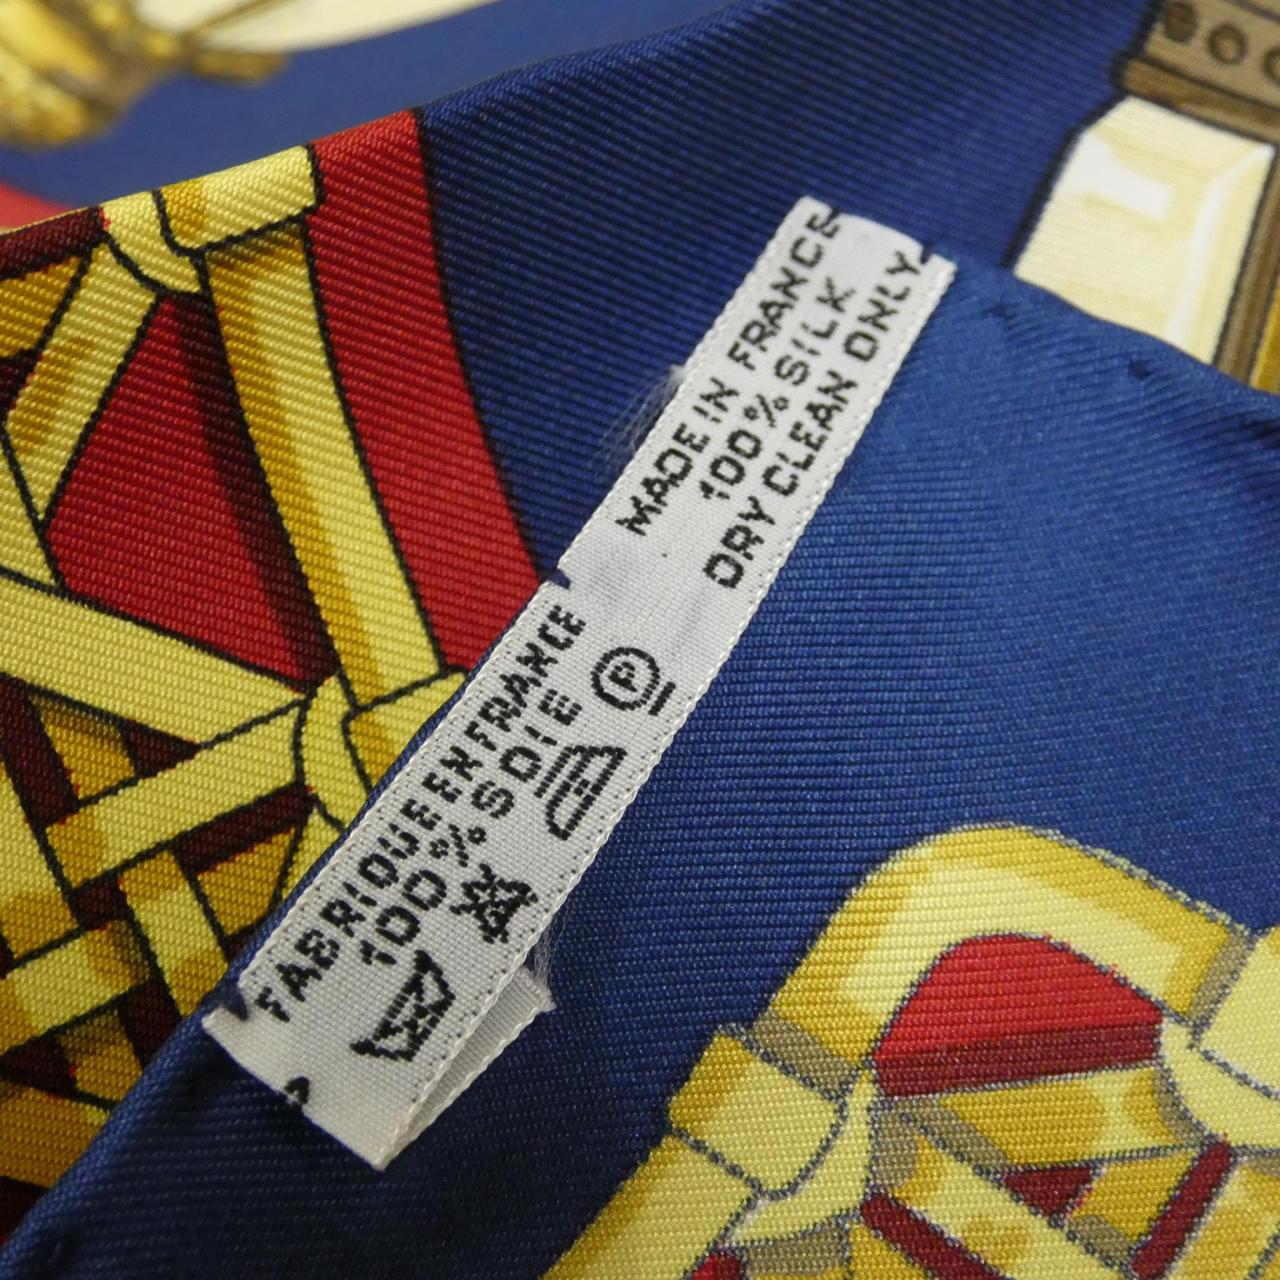 FABRIQUE EN FRANCE
100% SOIE
P
MADE IN FRANCE
100% SILK
DRY CLEAN ONLY